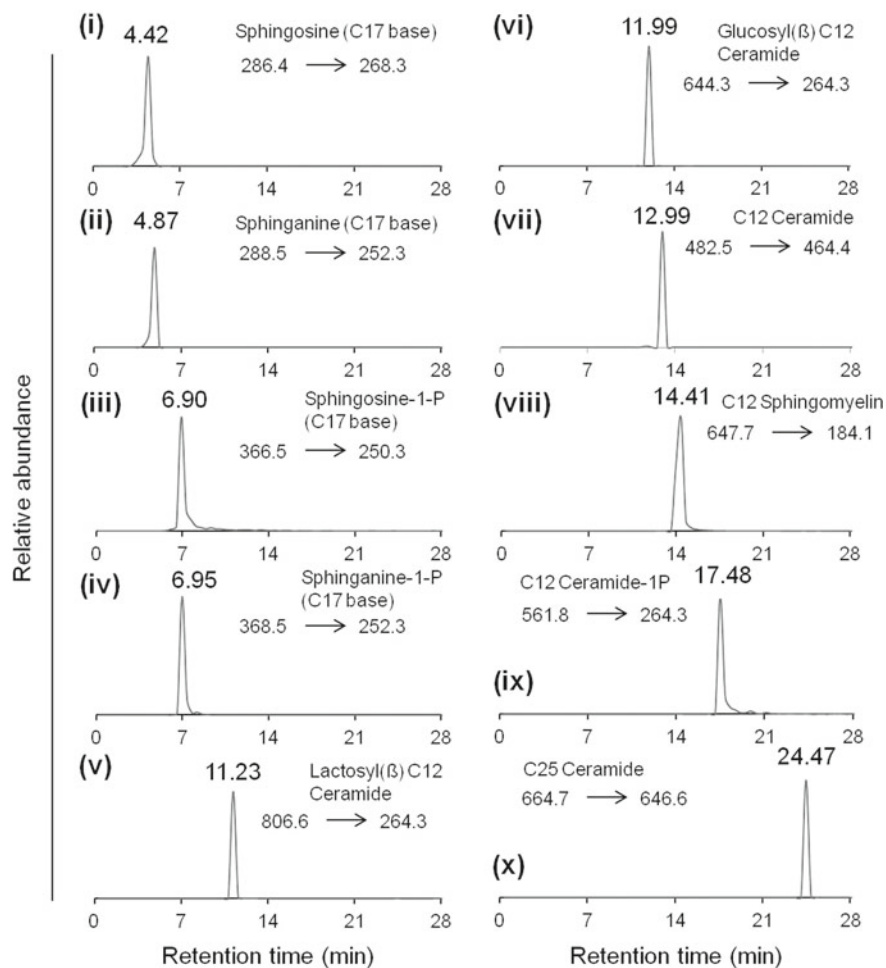 Relative abundance
(i)
4.42
Sphingosine (C17 base)
286.4 → 268.3
0 7 14 21 28
(ii)
4.87
Sphinganine (C17 base)
288.5 → 252.3
0 7 14 21 28
(iii)
6.90
Sphingosine-1-P
(C17 base)
366.5 → 250.3
0 7 14 21 28
(iv)
6.95
Sphinganine-1-P
(C17 base)
368.5 → 252.3
0 7 14 21 28
(v)
11.23
Lactosyl(ß) C12
Ceramide
806.6 → 264.3
0 7 14 21 28
Retention time (min)
(vi)
11.99
Glucosyl(ß) C12
Ceramide
644.3 → 264.3
0 7 14 21 28
(vii)
12.99
C12 Ceramide
482.5 → 464.4
0 7 14 21 28
(viii)
14.41
C12 Sphingomyelin
647.7 → 184.1
0 7 14 21 28
(ix)
C12 Ceramide-1P
17.48
561.8 → 264.3
0 7 14 21 28
(x)
C25 Ceramide
24.47
664.7 → 646.6
0 7 14 21 28
Retention time (min)